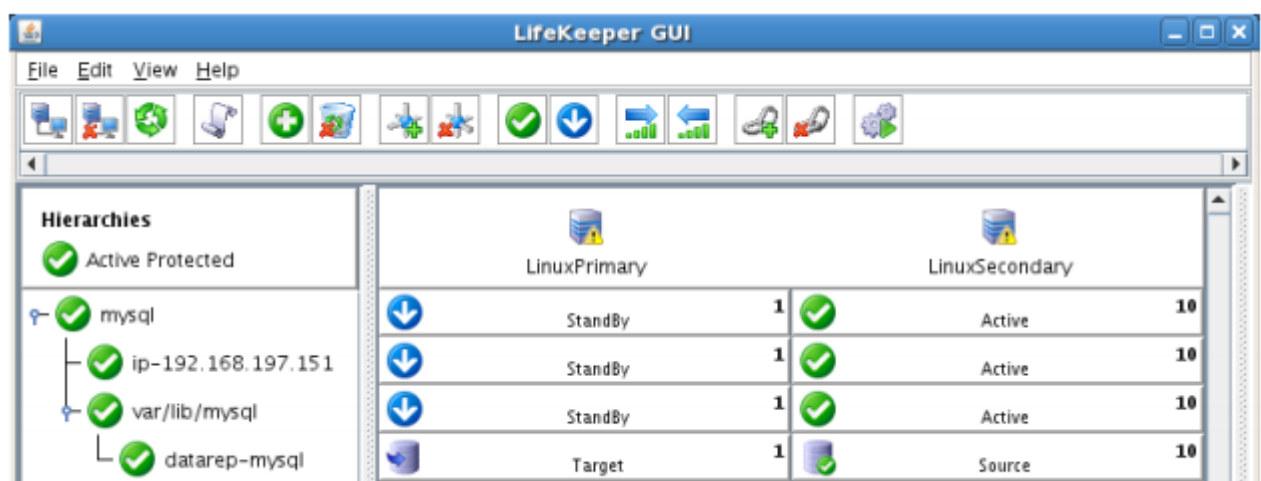 LifeKeeper GUI
File Edit View Help
Hierarchies
Active Protected
LinuxPrimary LinuxSecondary
mysql StandBy 1 Active 10
ip-192.168.197.151 StandBy 1 Active 10
var/lib/mysql StandBy 1 Active 10
datarep-mysql Target 1 Source 10